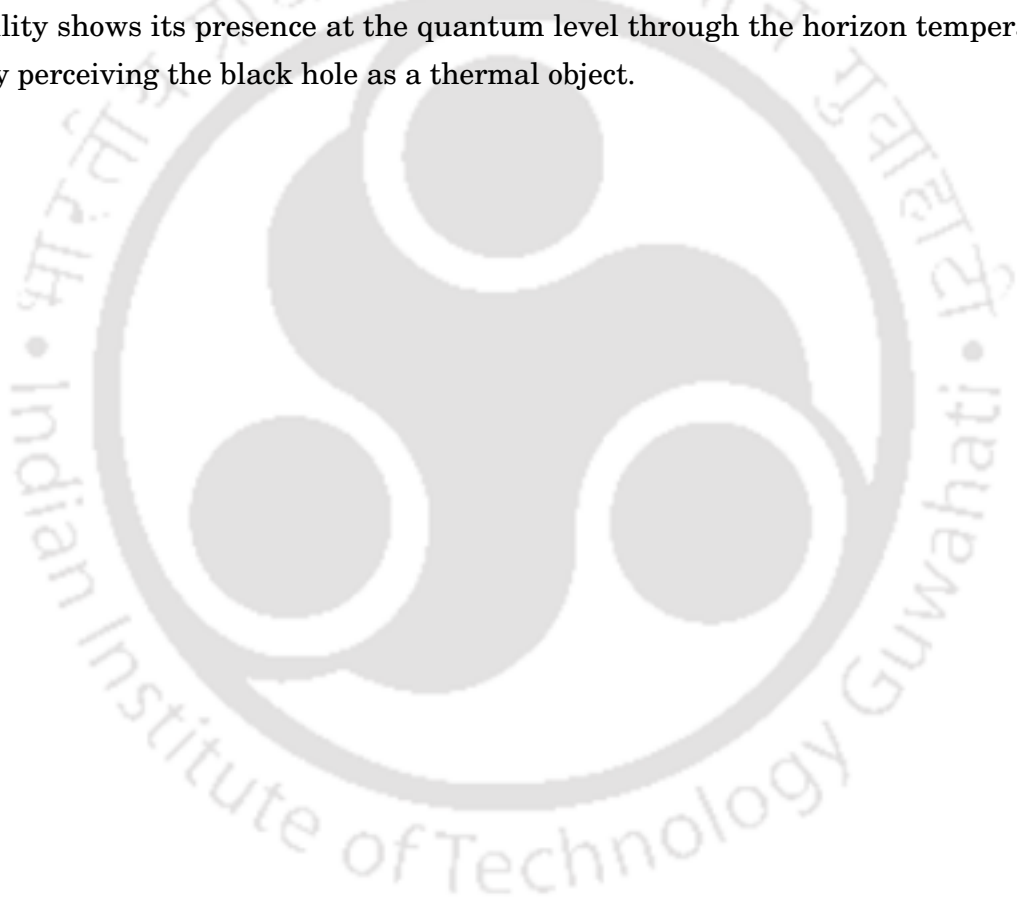 lity shows its presence at the quantum level through the horizon temper
y perceiving the black hole as a thermal object.
• Indian Institute of Technology Guwahati •